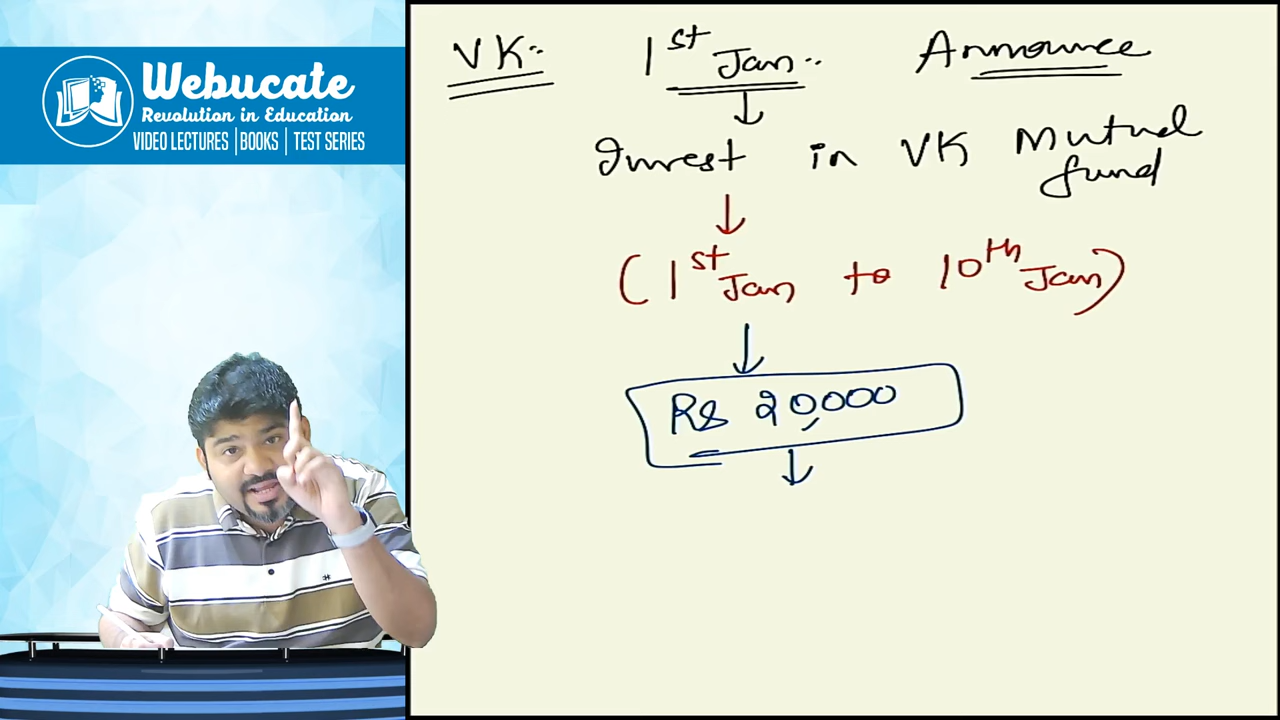 Webucate
Revolution in Education
VIDEO LECTURES | BOOKS | TEST SERIES
VK:- 1st Jan.. Announce
Invest in VK Mutual fund
(1st Jan to 10th Jan)
Rs 20,000